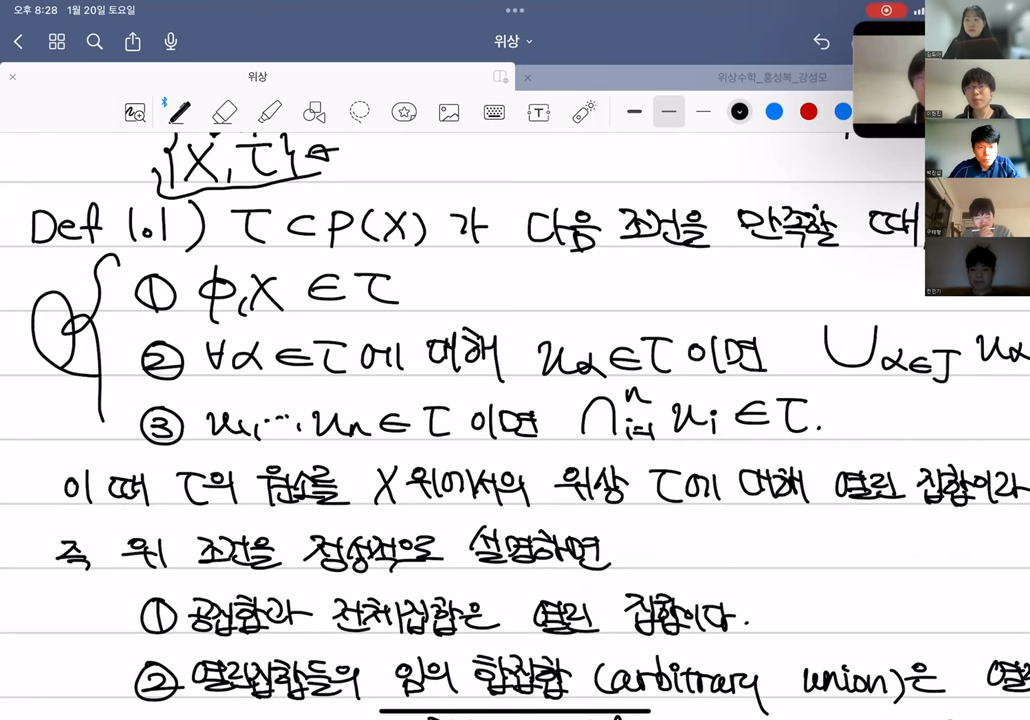 오후 8:28 1월 20일 토요일
위상
위상
위상수학_홍성복_강성모
{X, τ}
Def 1.1) τ⊂P(X) 가 다음 조건을 만족할 때,
① ϕ, X ∈ τ
② ∀α∈τ에 대해 uα∈τ이면 ∪α∈J uα
③ u1, ⋯ un∈τ이면 ∩ⁿi=1 ui∈τ.
이 때 τ의 원소를 X 위에서의 위상 τ에 대해 열린 집합이라
즉 위 조건을 정성적으로 설명하면
① 공집합과 전체집합은 열린 집합이다.
② 열린집합들의 임의 합집합 (arbitrary union)은